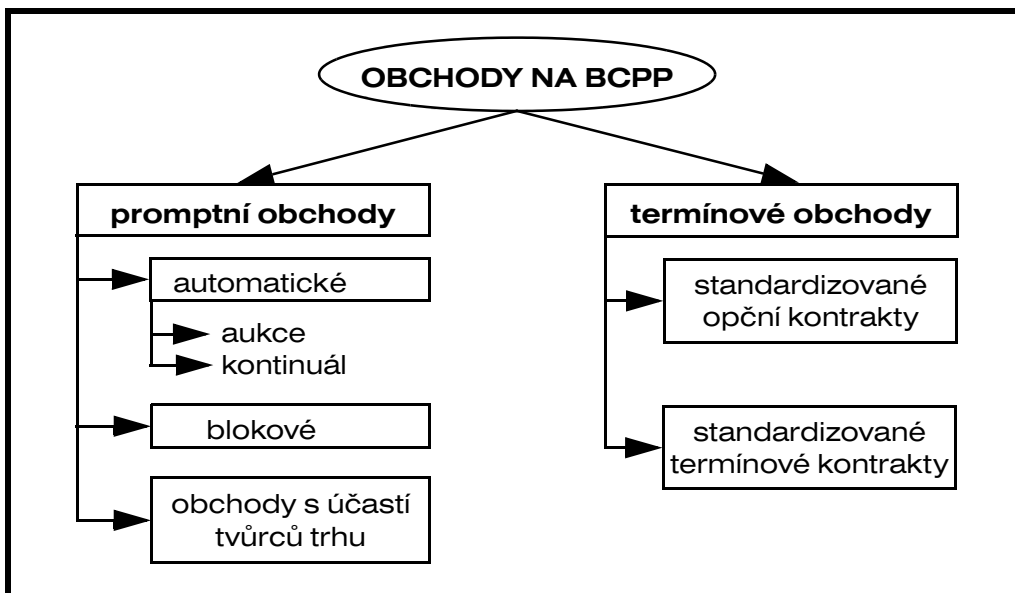 OBCHODY NA BCPP
promptní obchody
automatické
aukce
kontinuál
blokové
obchody s účastí
tvůrců trhu
termínové obchody
standardizované
opční kontrakty
standardizované
termínové kontrakty